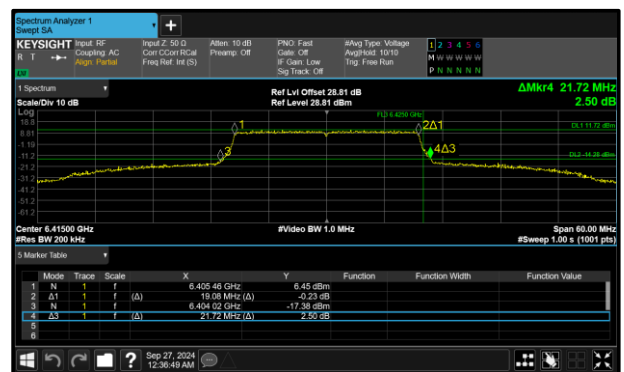 Spectrum Analyzer 1
Swept SA
+
KEYSIGHT Input: RF Input Z: 50 Ω Atten: 10 dB PNO: Fast #Avg Type: Voltage 1 2 3 4 5 6
R T Coupling: AC Corr CCorr RCal Preamp: Off Gate: Off Avg|Hold: 10/10 M W W W W W
Align: Partial Freq Ref: Int (S) IF Gain: Low Trig: Free Run
Sig Track: Off P N N N N N
1 Spectrum Ref Lvl Offset 28.81 dB ΔMkr4 21.72 MHz
Scale/Div 10 dB Ref Level 28.81 dBm 2.50 dB
Log
18.8 6.4250 GHz
8.81 1 2Δ1 DL1 11.72 dBm
-1.19
-11.2 3 4Δ3 DL2 -14.28 dBm
-21.2
-31.2
-41.2
-51.2
-61.2
Center 6.41500 GHz #Video BW 1.0 MHz Span 60.00 MHz
#Res BW 200 kHz #Sweep 1.00 s (1001 pts)
5 Marker Table
Mode Trace Scale X Y Function Function Width Function Value
1 N 1 f 6.405 46 GHz 6.45 dBm
2 Δ1 1 f (Δ) 19.08 MHz (Δ) -0.23 dB
3 N 1 f 6.404 02 GHz -17.38 dBm
4 Δ3 1 f (Δ) 21.72 MHz (Δ) 2.50 dB
5
6
? Sep 27, 2024
12:36:49 AM